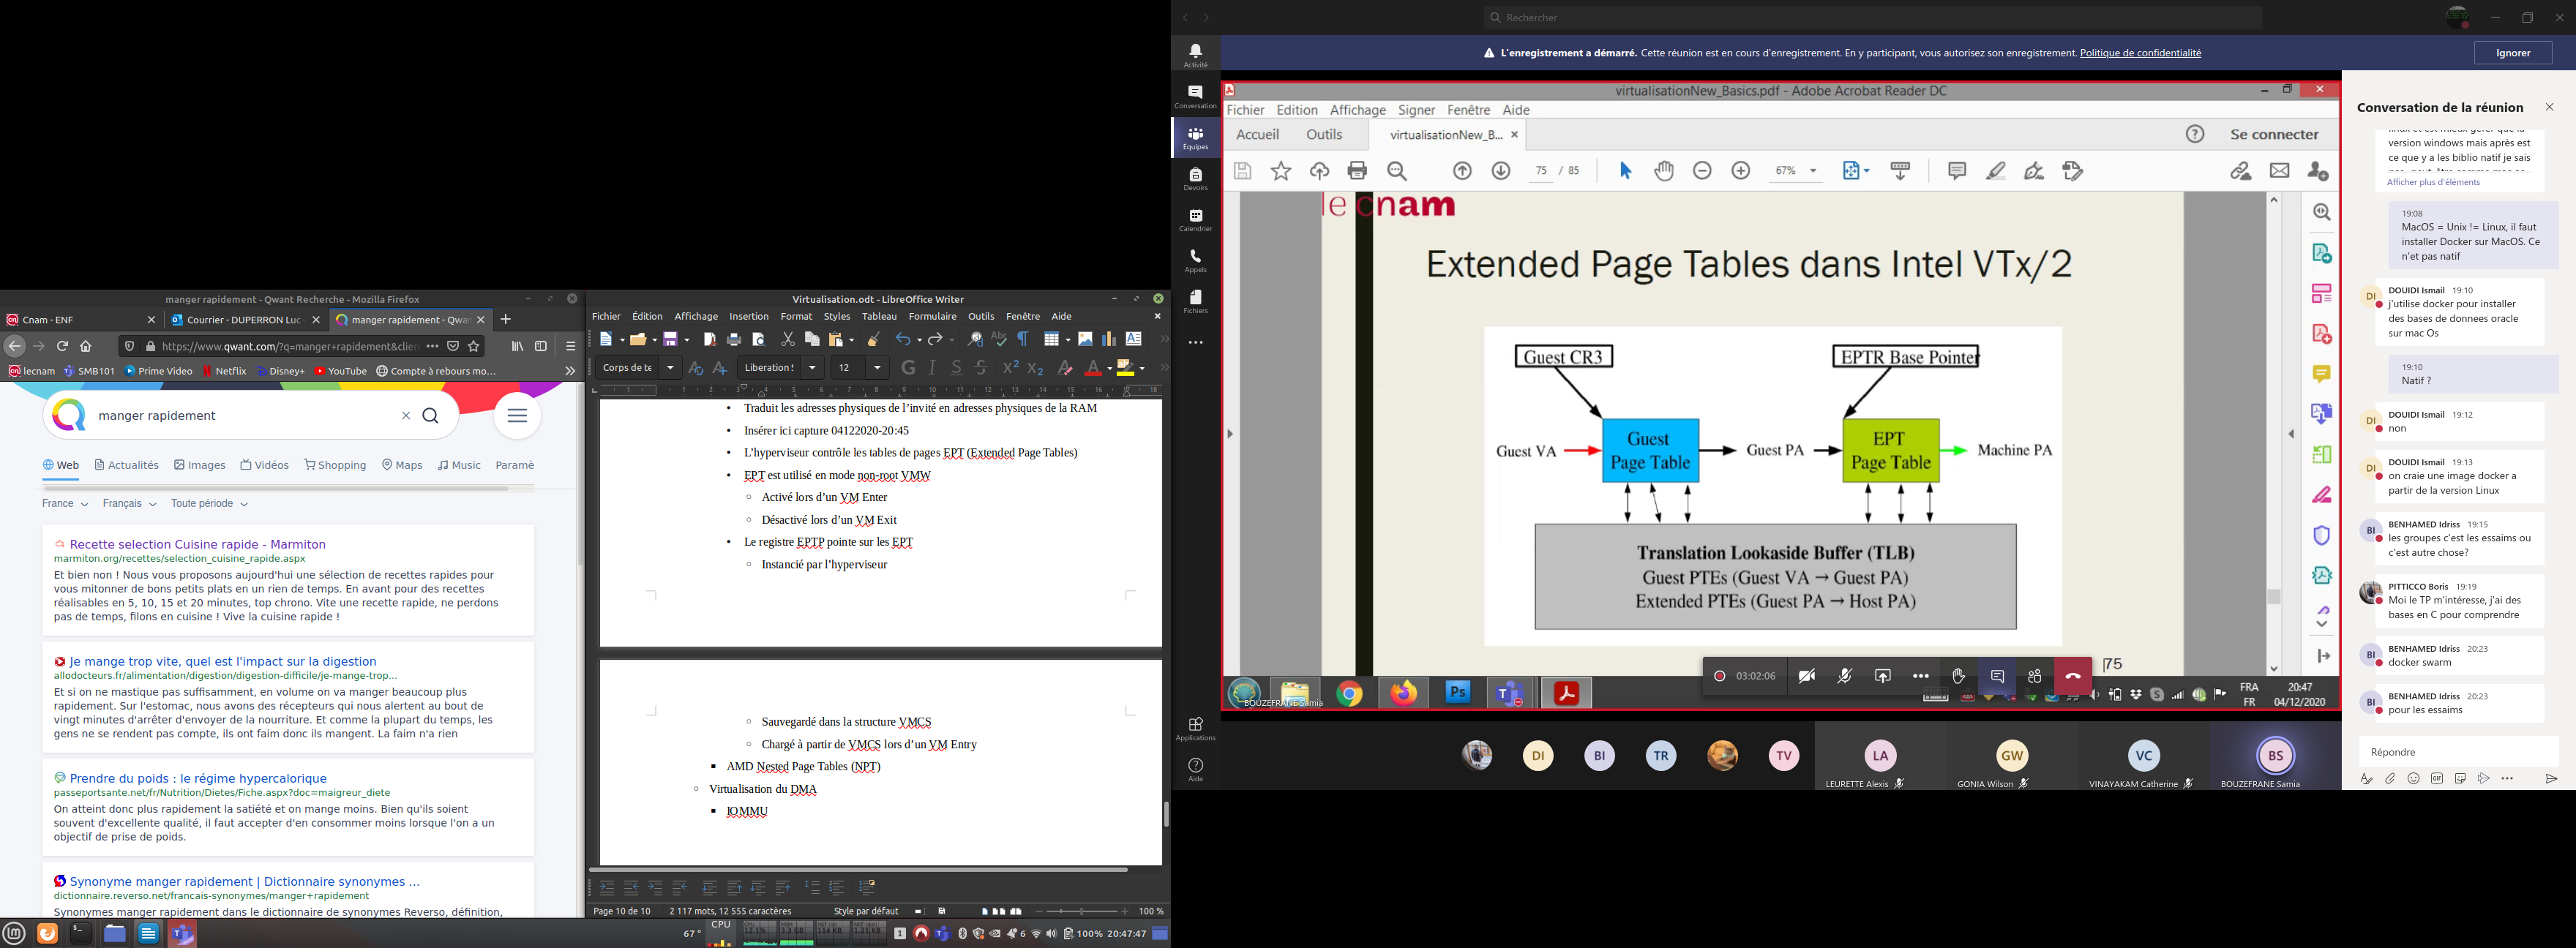 manger rapidement - Qwant Recherche - Mozilla Firefox
Cnam - ENF
Courrier - DUPERRON Luc
manger rapidement - Qwan
https://www.qwant.com/?q=manger+rapidement&clien
lecnam
SMB101
Prime Video
Netflix
Disney+
YouTube
Compte à rebours mo...
manger rapidement
Web
Actualités
Images
Vidéos
Shopping
Maps
Music
Paramè
France
Français
Toute période
Recette selection Cuisine rapide - Marmiton
marmiton.org/recettes/selection_cuisine_rapide.aspx
Et bien non ! Nous vous proposons aujourd'hui une sélection de recettes rapides pour
vous mitonner de bons petits plats en un rien de temps. En avant pour des recettes
réalisables en 5, 10, 15 et 20 minutes, top chrono. Vite une recette rapide, ne perdons
pas de temps, filons en cuisine ! Vive la cuisine rapide !
Je mange trop vite, quel est l'impact sur la digestion
allodocteurs.fr/alimentation/digestion/digestion-difficile/je-mange-trop...
Et si on ne mastique pas suffisamment, en volume on va manger beaucoup plus
rapidement. Sur l'estomac, nous avons des récepteurs qui nous alertent au bout de
vingt minutes d'arrêter d'envoyer de la nourriture. Et comme la plupart du temps, les
gens ne se rendent pas compte, ils ont faim donc ils mangent. La faim n'a rien
Prendre du poids : le régime hypercalorique
passeportsante.net/fr/Nutrition/Dietes/Fiche.aspx?doc=maigreur_diete
On atteint donc plus rapidement la satiété et on mange moins. Bien qu'ils soient
souvent d'excellente qualité, il faut accepter d'en consommer moins lorsque l'on a un
objectif de prise de poids.
Synonyme manger rapidement | Dictionnaire synonymes ...
dictionnaire.reverso.net/francais-synonymes/manger+rapidement
Synonymes manger rapidement dans le dictionnaire de synonymes Reverso, définition,
Virtualisation.odt - LibreOffice Writer
Fichier Édition Affichage Insertion Format Styles Tableau Formulaire Outils Fenêtre Aide
Corps de te
Liberation S
12
Traduit les adresses physiques de l'invité en adresses physiques de la RAM
Insérer ici capture 04122020-20:45
L'hyperviseur contrôle les tables de pages EPT (Extended Page Tables)
EPT est utilisé en mode non-root VMW
Activé lors d'un VM Enter
Désactivé lors d'un VM Exit
Le registre EPTP pointe sur les EPT
Instancié par l'hyperviseur
Sauvegardé dans la structure VMCS
Chargé à partir de VMCS lors d'un VM Entry
AMD Nested Page Tables (NPT)
Virtualisation du DMA
IOMMU
Page 10 de 10
2 117 mots, 12 555 caractères
Style par défaut
100 %
67 °
CPU
6
100%
20:47:47
Rechercher
L'enregistrement a démarré. Cette réunion est en cours d'enregistrement. En y participant, vous autorisez son enregistrement. Politique de confidentialité
Ignorer
Activité
Conversation
Équipes
Devoirs
Calendrier
Appels
Fichiers
Applications
Aide
virtualisationNew_Basics.pdf - Adobe Acrobat Reader DC
Fichier Edition Affichage Signer Fenêtre Aide
Accueil
Outils
virtualisationNew_B...
Se connecter
75 / 85
67%
le cnam
Extended Page Tables dans Intel VTx/2
Guest CR3
EPTR Base Pointer
Guest VA
Guest
Page Table
Guest PA
EPT
Page Table
Machine PA
Translation Lookaside Buffer (TLB)
Guest PTEs (Guest VA → Guest PA)
Extended PTEs (Guest PA → Host PA)
75
03:02:06
BOUZEFRANE Samia
FRA
FR
20:47
04/12/2020
DI
BI
TR
TV
LA
LEURETTE Alexis
GW
GONIA Wilson
VC
VINAYAKAM Catherine
BS
BOUZEFRANE Samia
Conversation de la réunion
version windows mais après est
ce que y a les biblio natif je sais
Afficher plus d'éléments
19:08
MacOS = Unix != Linux, il faut
installer Docker sur MacOS. Ce
n'et pas natif
DOUIDI Ismail 19:10
j'utilise docker pour installer
des bases de donnees oracle
sur mac Os
19:10
Natif ?
DOUIDI Ismail 19:12
non
DOUIDI Ismail 19:13
on craie une image docker a
partir de la version Linux
BENHAMED Idriss 19:15
les groupes c'est les essaims ou
c'est autre chose?
PITTICCO Boris 19:19
Moi le TP m'intéresse, j'ai des
bases en C pour comprendre
BENHAMED Idriss 20:23
docker swarm
BENHAMED Idriss 20:23
pour les essaims
Répondre